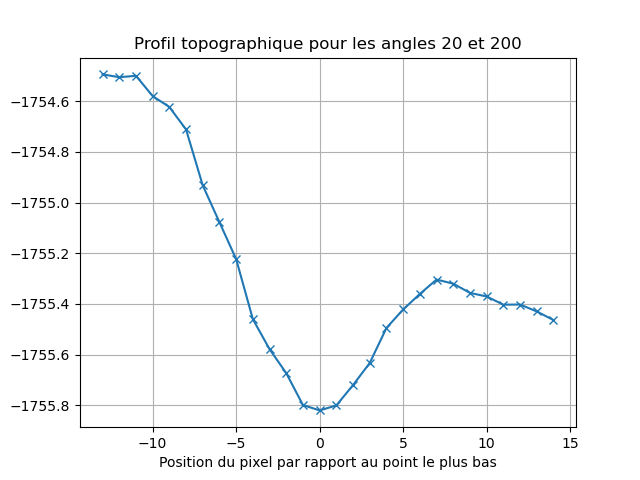 Profil topographique pour les angles 20 et 200
−1754.6
−1754.8
−1755.0
−1755.2
−1755.4
−1755.6
−1755.8
−10 −5 0 5 10 15
Position du pixel par rapport au point le plus bas